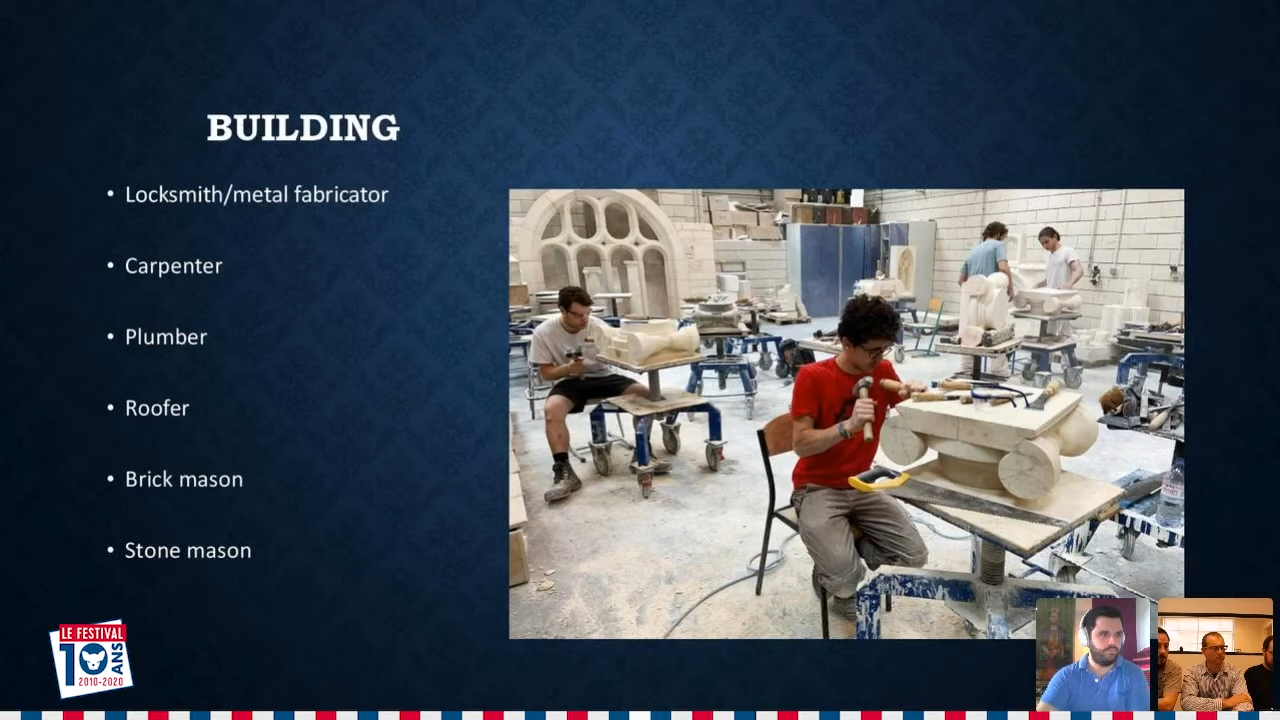 BUILDING
• Locksmith/metal fabricator
• Carpenter
• Plumber
• Roofer
• Brick mason
• Stone mason
LE FESTIVAL
10 ANS
2010-2020